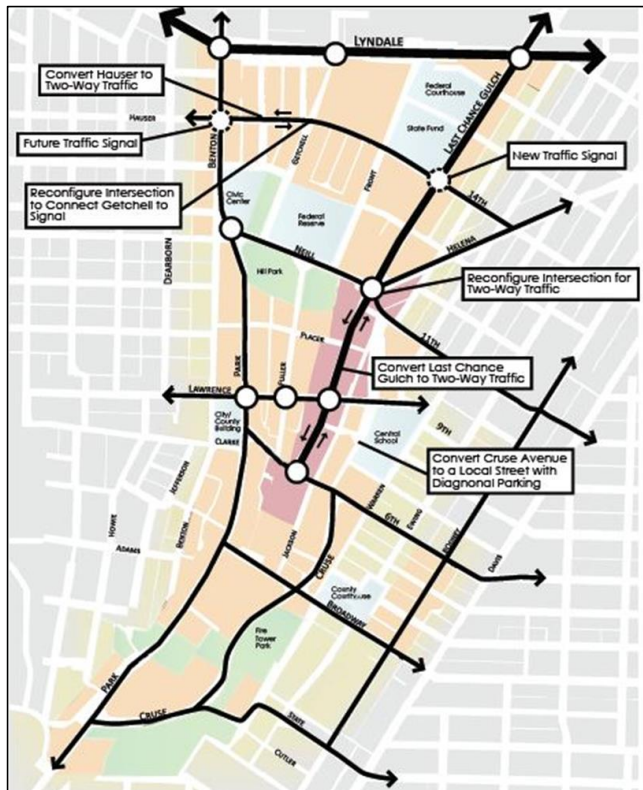 LYNDALE
Convert Hauser to
Two-Way Traffic
Federal
Courthouse
LAST CHANCE GULCH
HAUSER
State Fund
Future Traffic Signal
BENTON
GETCHELL
New Traffic Signal
FRONT
Reconfigure Intersection
to Connect Getchell to
Signal
Civic
Center
14TH
Federal
Reserve
HELENA
DEARBORN
NEILL
Hill Park
Reconfigure Intersection for
Two-Way Traffic
PLACER
11TH
PARK
FULLER
Convert Last Chance
Gulch to Two-Way Traffic
LAWRENCE
City/
County
Building
CLARKE
Central
School
9TH
Convert Cruse Avenue
to a Local Street with
Diagnonal Parking
JEFFERSON
WARREN
EWING
6TH
HOWIE
ADAMS
BENTON
JACKSON
RODNEY
DAVIS
CRUSE
County
Courthouse
BROADWAY
Fire
Tower
Park
PARK
CRUSE
STATE
CUTLER